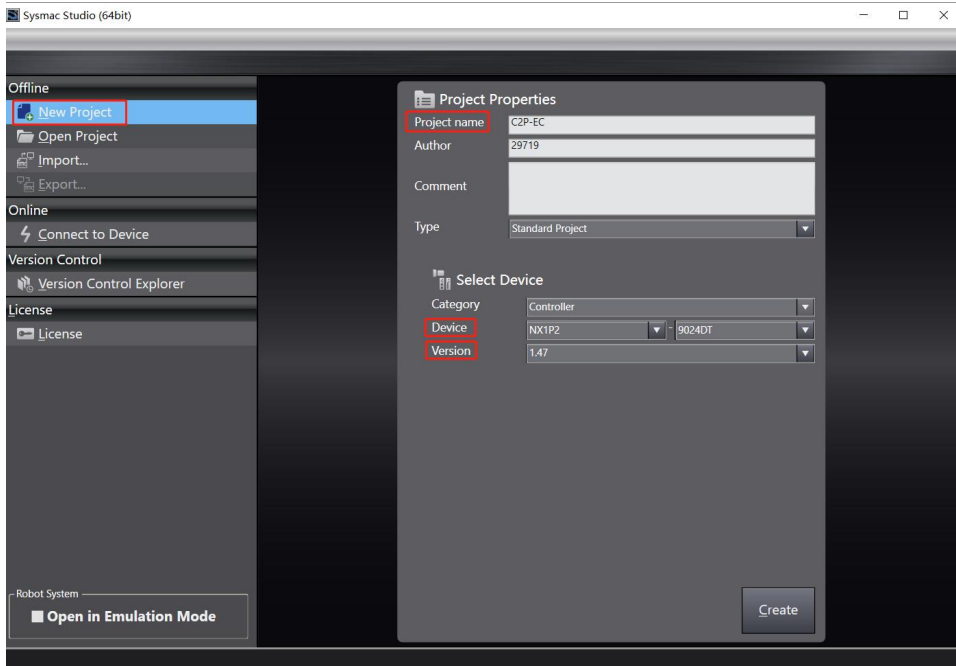 Sysmac Studio (64bit)
Offline
New Project
Open Project
Import...
Export...
Online
Connect to Device
Version Control
Version Control Explorer
License
License
Robot System
Open in Emulation Mode
Project Properties
Project name C2P-EC
Author 29719
Comment
Type Standard Project
Select Device
Category Controller
Device NX1P2 - 9024DT
Version 1.47
Create